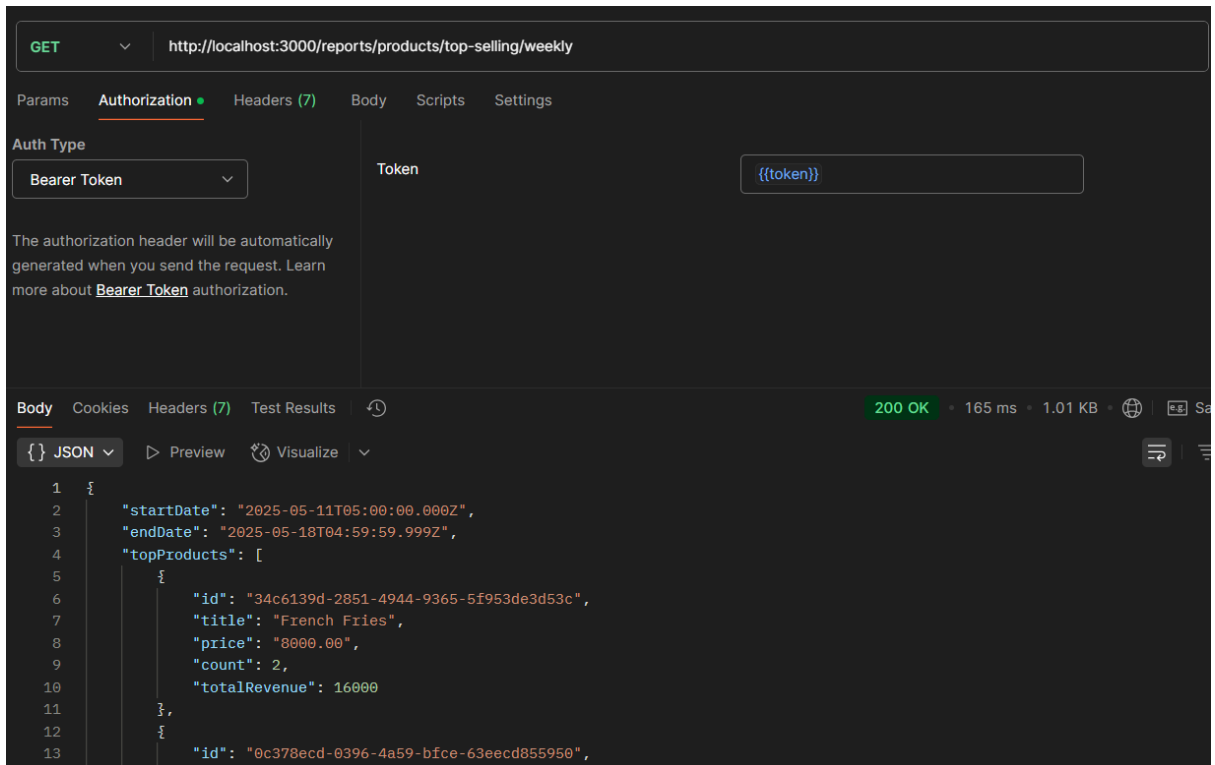 GET http://localhost:3000/reports/products/top-selling/weekly
Params Authorization Headers (7) Body Scripts Settings
Auth Type
Bearer Token
Token
{{token}}
The authorization header will be automatically
generated when you send the request. Learn
more about Bearer Token authorization.
Body Cookies Headers (7) Test Results 200 OK • 165 ms • 1.01 KB • e.g. Sa
{} JSON Preview Visualize
1 {
2 "startDate": "2025-05-11T05:00:00.000Z",
3 "endDate": "2025-05-18T04:59:59.999Z",
4 "topProducts": [
5 {
6 "id": "34c6139d-2851-4944-9365-5f953de3d53c",
7 "title": "French Fries",
8 "price": "8000.00",
9 "count": 2,
10 "totalRevenue": 16000
11 },
12 {
13 "id": "0c378ecd-0396-4a59-bfce-63eecd855950",